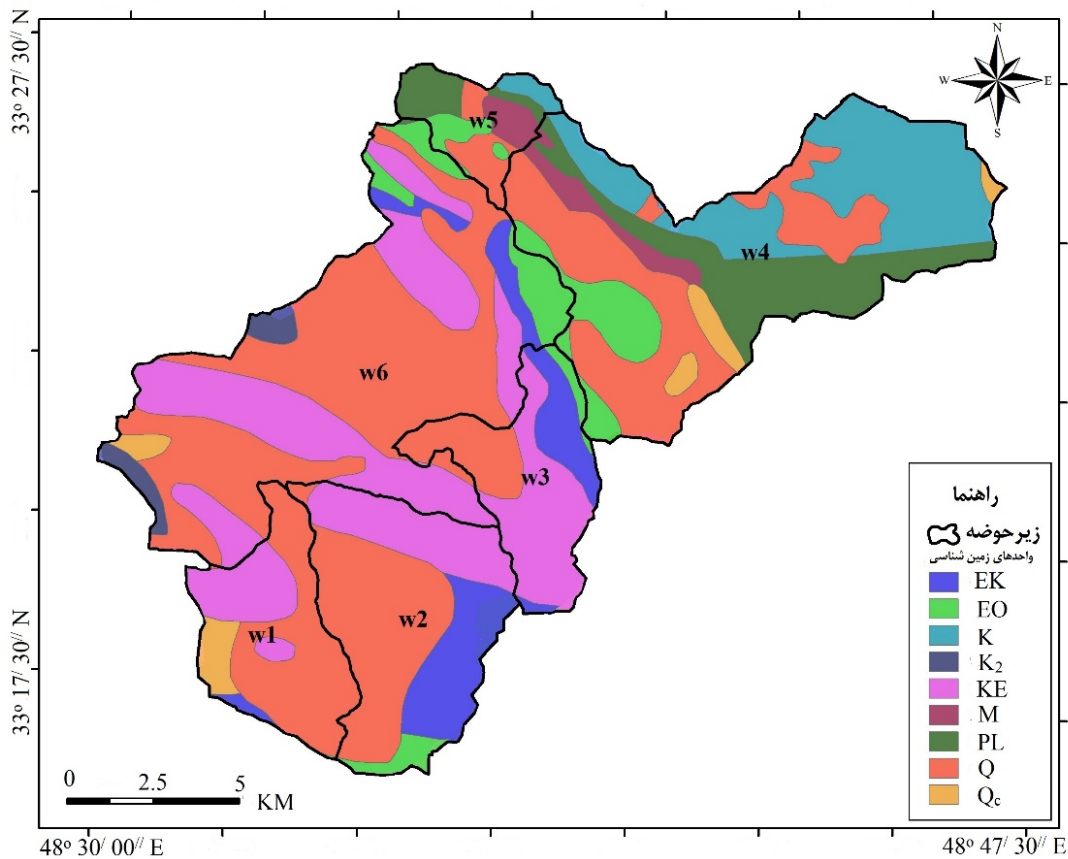 33° 27/ 30// N
33° 17/ 30// N
N
W E
S
w5
w4
w6
w3
w2
w1
راهنما
زیرحوضه
واحدهای زمین شناسی
EK
EO
K
K₂
KE
M
PL
Q
Qc
0 2.5 5
KM
48° 30/ 00// E
48° 47/ 30// E